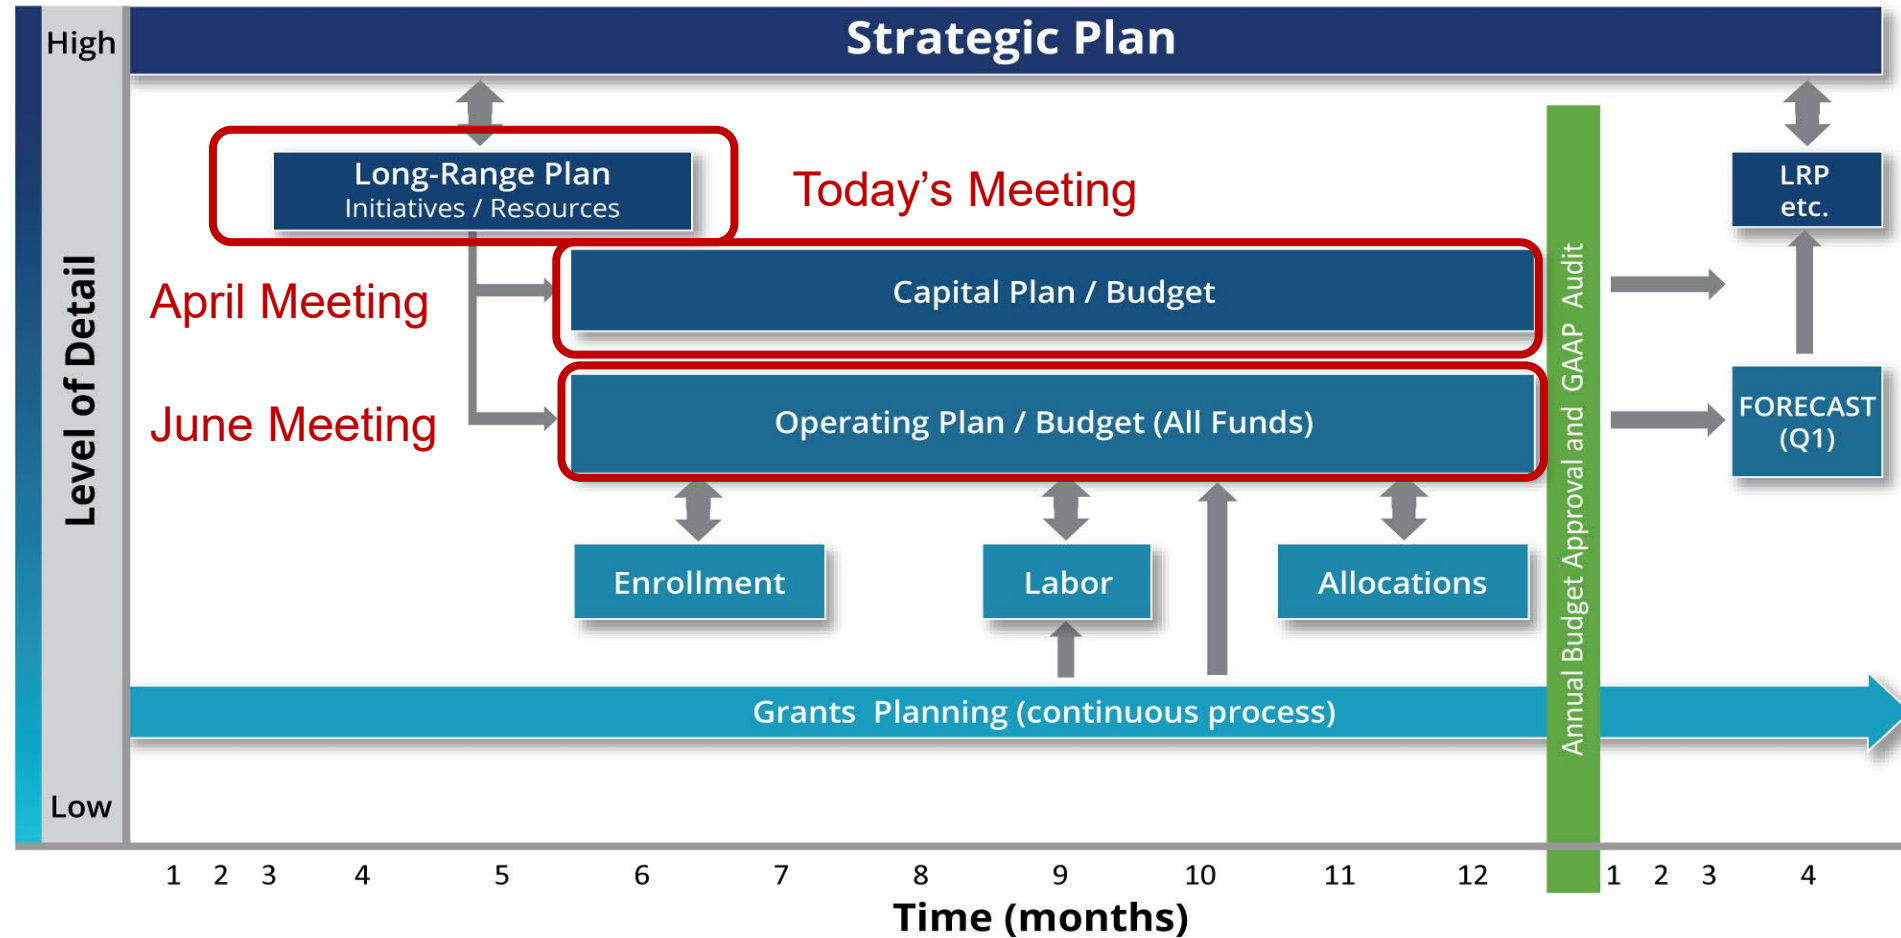 High
Strategic Plan
Long-Range Plan
Initiatives / Resources
Today’s Meeting
LRP
etc.
April Meeting
Capital Plan / Budget
June Meeting
Operating Plan / Budget (All Funds)
FORECAST
(Q1)
Level of Detail
Annual Budget Approval and GAAP Audit
Enrollment
Labor
Allocations
Grants Planning (continuous process)
Low
1 2 3 4 5 6 7 8 9 10 11 12 1 2 3 4
Time (months)